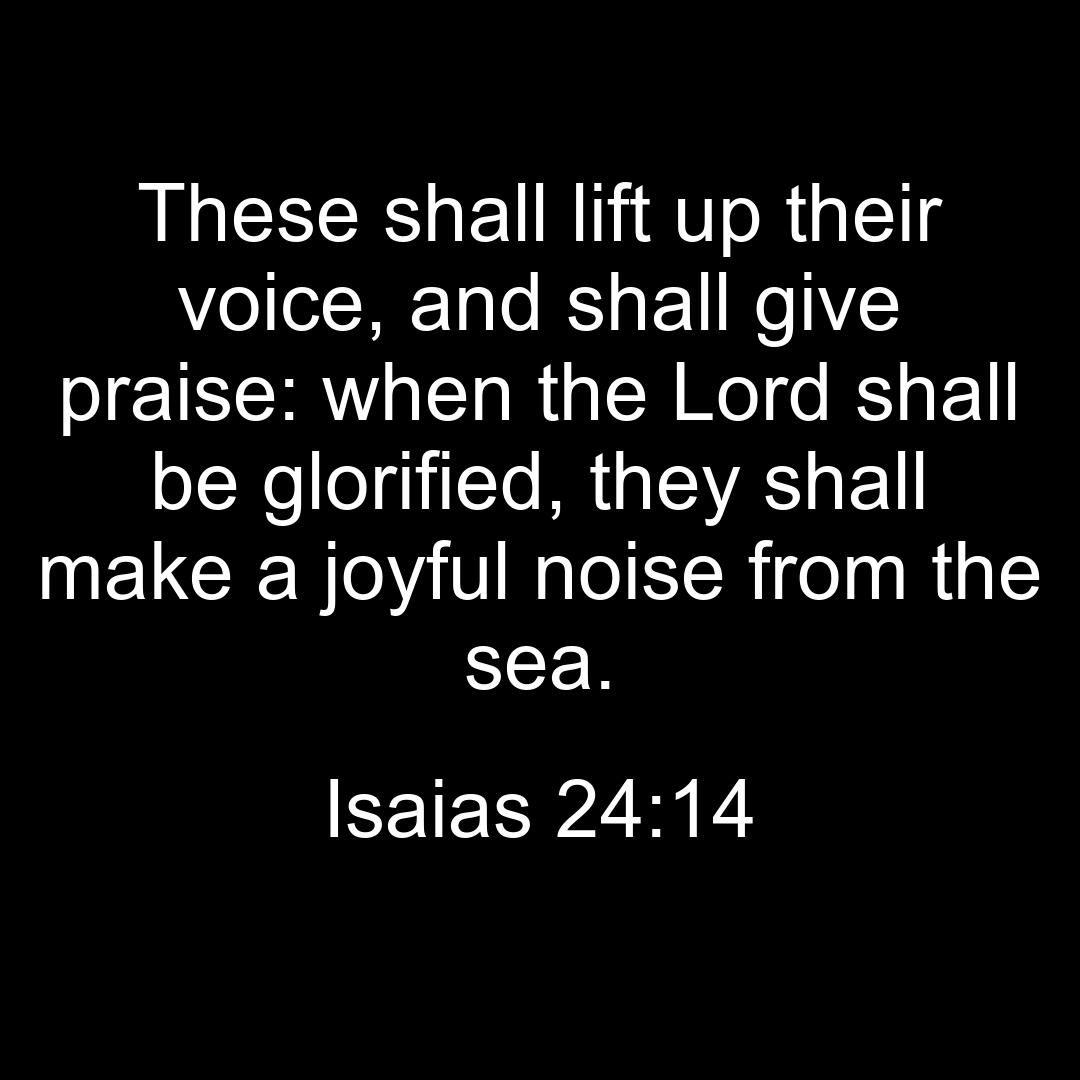 These shall lift up their
voice, and shall give
praise: when the Lord shall
be glorified, they shall
make a joyful noise from the
sea.
Isaias 24:14